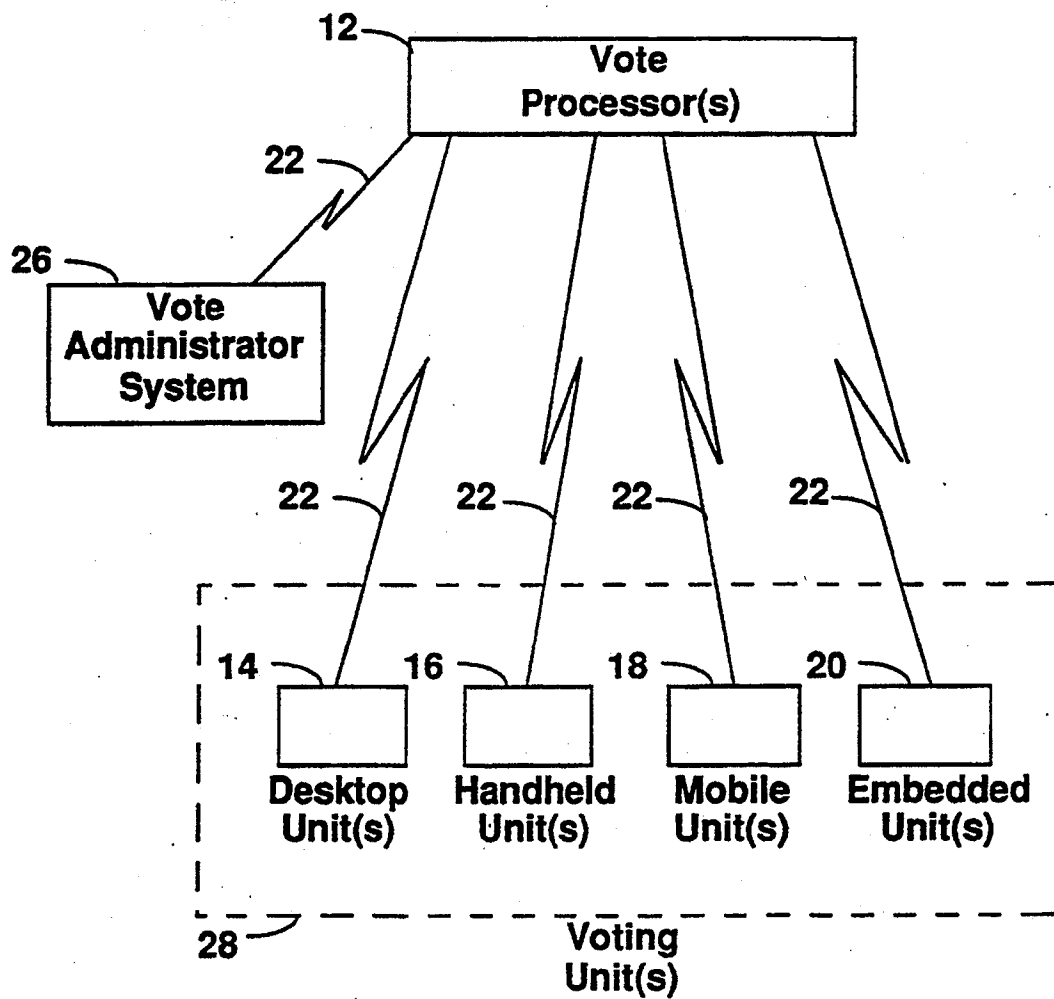 12
Vote
Processor(s)
22
26
Vote
Administrator
System
22 22 22 22
14 16 18 20
Desktop
Unit(s)
Handheld
Unit(s)
Mobile
Unit(s)
Embedded
Unit(s)
28
Voting
Unit(s)